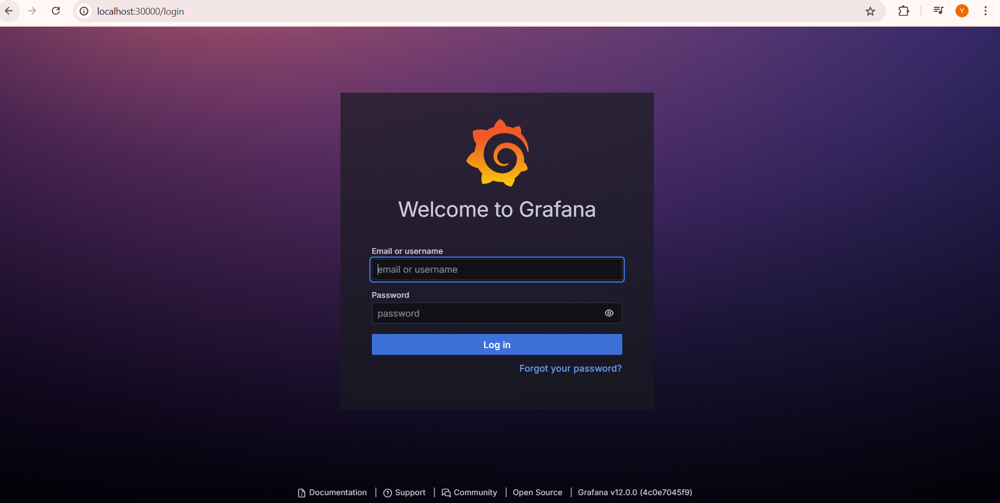 localhost:30000/login
Y
Welcome to Grafana
Email or username
email or username
Password
password
Log in
Forgot your password?
Documentation | Support | Community | Open Source | Grafana v12.0.0 (4c0e7045f9)